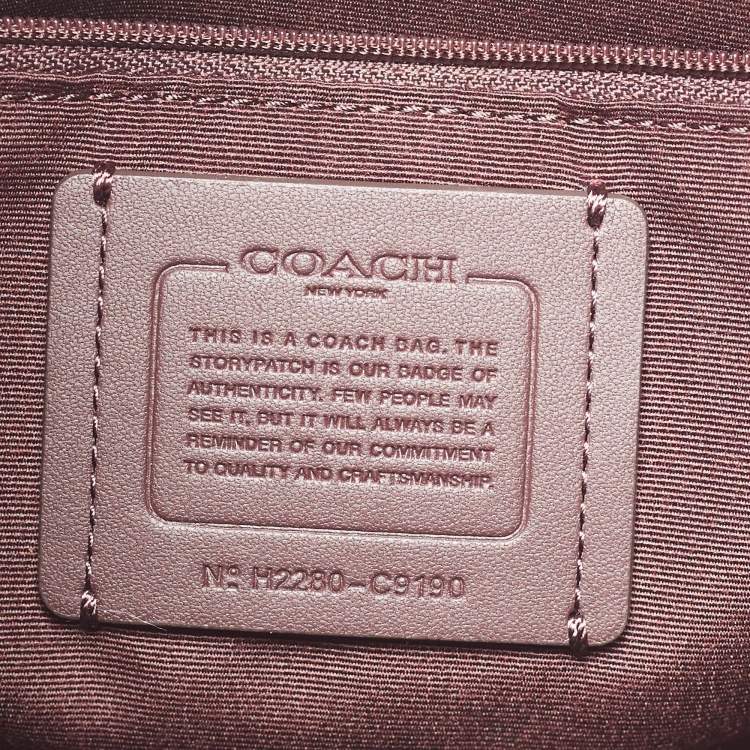 COACH
NEW YORK
THIS IS A COACH BAG. THE
STORYPATCH IS OUR BADGE OF
AUTHENTICITY. FEW PEOPLE MAY
SEE IT, BUT IT WILL ALWAYS BE A
REMINDER OF OUR COMMITMENT
TO QUALITY AND CRAFTSMANSHIP.
Nº H2280-C9190